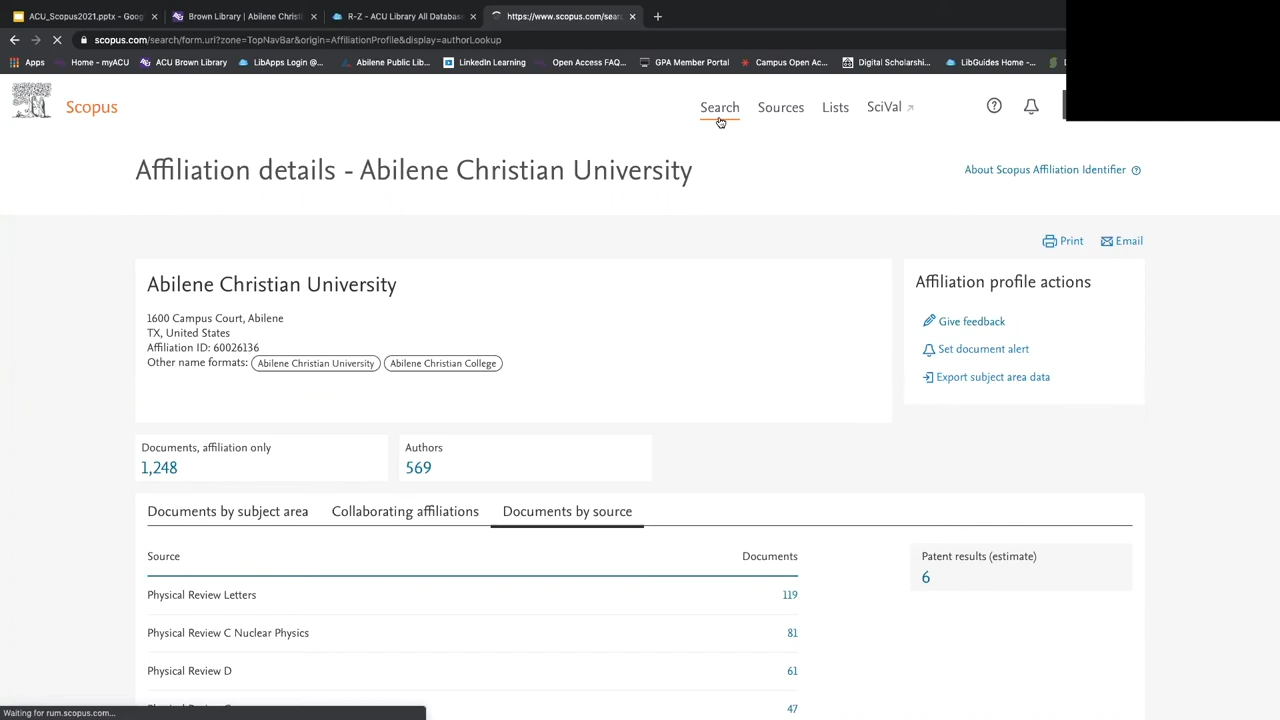 ACU_Scopus2021.pptx - Goog
Brown Library | Abilene Christi
R-Z - ACU Library All Database
https://www.scopus.com/searc
scopus.com/search/form.uri?zone=TopNavBar&origin=AffiliationProfile&display=authorLookup
Apps
Home - myACU
ACU Brown Library
LibApps Login @...
Abilene Public Lib...
LinkedIn Learning
Open Access FAQ...
GPA Member Portal
Campus Open Ac...
Digital Scholarshi...
LibGuides Home -...
Scopus
Search
Sources
Lists
SciVal
Affiliation details - Abilene Christian University
About Scopus Affiliation Identifier
Print
Email
Abilene Christian University
1600 Campus Court, Abilene
TX, United States
Affiliation ID: 60026136
Other name formats: Abilene Christian University Abilene Christian College
Affiliation profile actions
Give feedback
Set document alert
Export subject area data
Documents, affiliation only
1,248
Authors
569
Documents by subject area
Collaborating affiliations
Documents by source
Source Documents
Physical Review Letters 119
Physical Review C Nuclear Physics 81
Physical Review D 61
47
Patent results (estimate)
6
Waiting for rum.scopus.com...